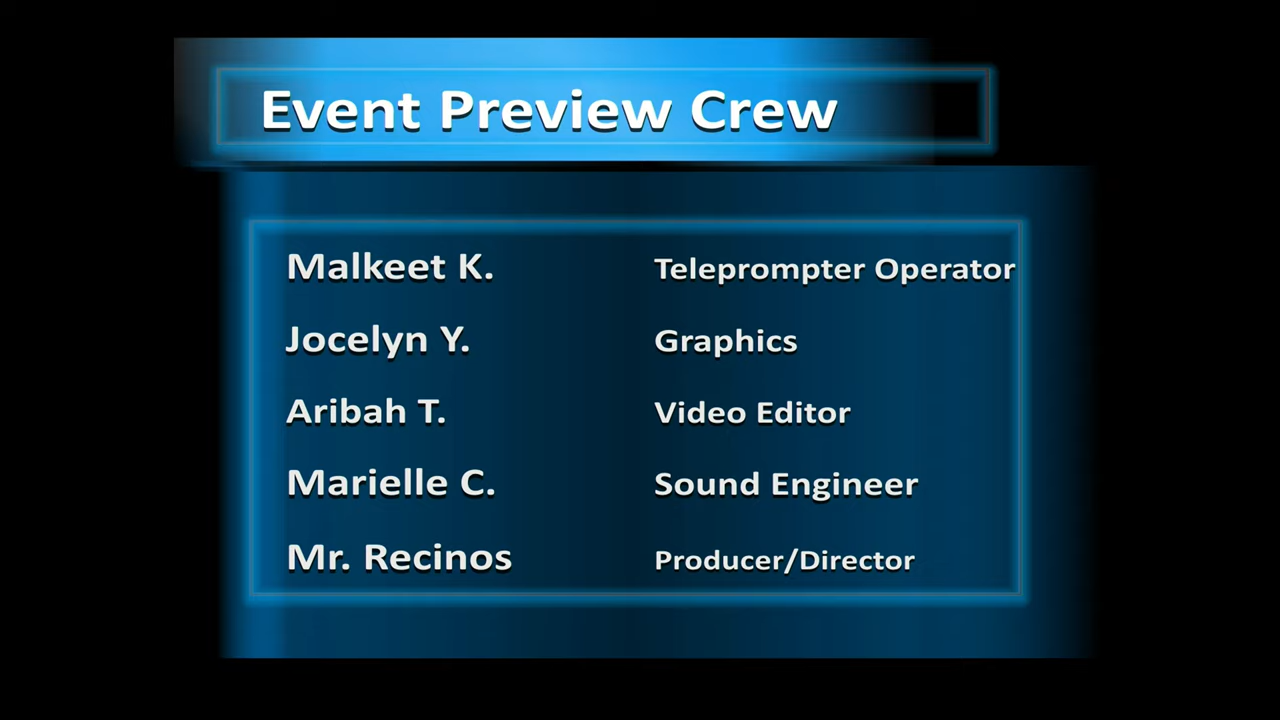 Event Preview Crew
Malkeet K. Teleprompter Operator
Jocelyn Y. Graphics
Aribah T. Video Editor
Marielle C. Sound Engineer
Mr. Recinos Producer/Director